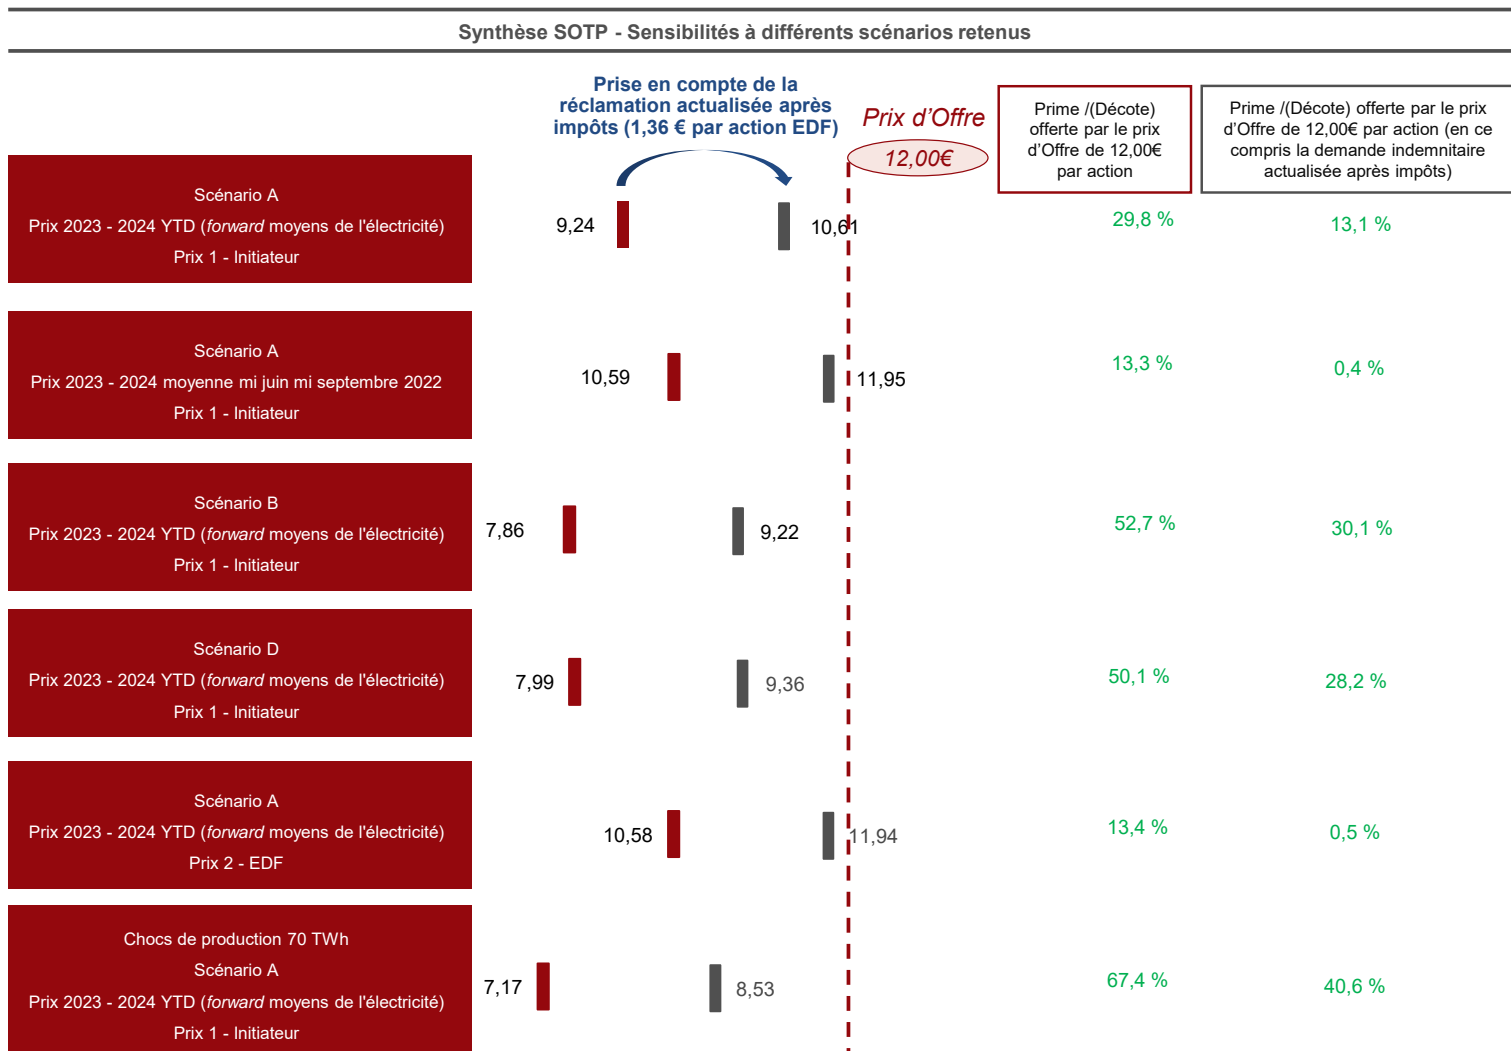 Synthèse SOTP - Sensibilités à différents scénarios retenus
Prise en compte de la
réclamation actualisée après
impôts (1,36 € par action EDF)
Prix d’Offre
12,00€
Prime /(Décote)
offerte par le prix
d’Offre de 12,00€
par action
Prime /(Décote) offerte par le prix
d’Offre de 12,00€ par action (en ce
compris la demande indemnitaire
actualisée après impôts)
Scénario A
Prix 2023 - 2024 YTD (forward moyens de l'électricité)
Prix 1 - Initiateur
9,24
10,61
29,8 %
13,1 %
Scénario A
Prix 2023 - 2024 moyenne mi juin mi septembre 2022
Prix 1 - Initiateur
10,59
11,95
13,3 %
0,4 %
Scénario B
Prix 2023 - 2024 YTD (forward moyens de l'électricité)
Prix 1 - Initiateur
7,86
9,22
52,7 %
30,1 %
Scénario D
Prix 2023 - 2024 YTD (forward moyens de l'électricité)
Prix 1 - Initiateur
7,99
9,36
50,1 %
28,2 %
Scénario A
Prix 2023 - 2024 YTD (forward moyens de l'électricité)
Prix 2 - EDF
10,58
11,94
13,4 %
0,5 %
Chocs de production 70 TWh
Scénario A
Prix 2023 - 2024 YTD (forward moyens de l'électricité)
Prix 1 - Initiateur
7,17
8,53
67,4 %
40,6 %